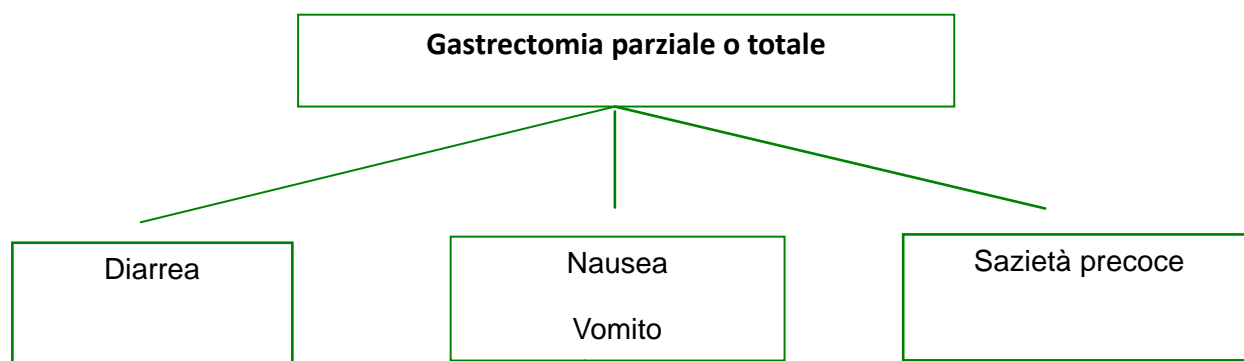 Gastrectomia parziale o totale
Diarrea
Nausea
Vomito
Sazietà precoce